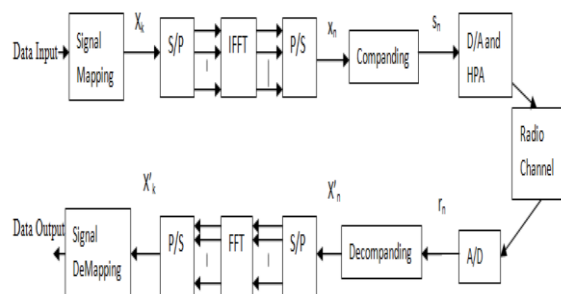 X_k
x_n
s_n
Data Input
Signal
Mapping
S/P
IFFT
P/S
Companding
D/A and
HPA
Radio
Channel
X'_k
X'_n
r_n
Data Output
Signal
DeMapping
P/S
FFT
S/P
Decompanding
A/D